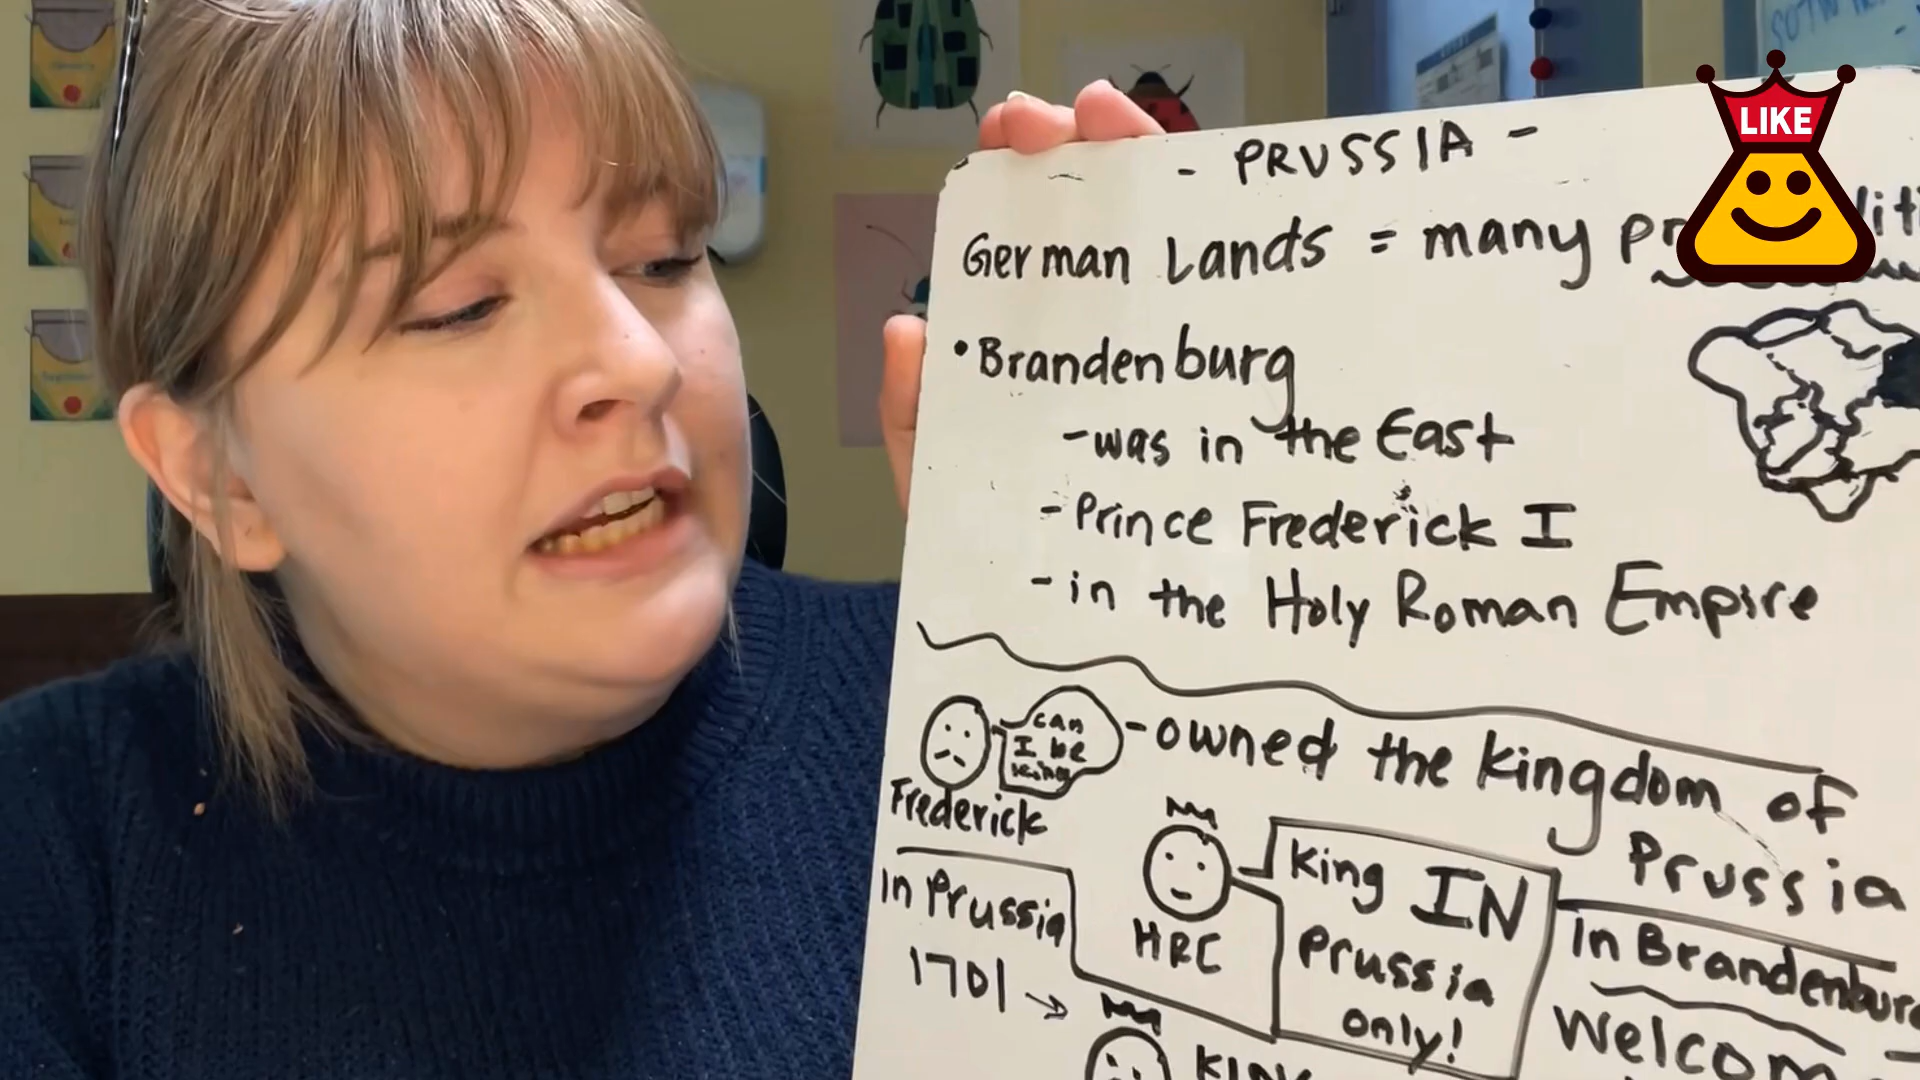 LIKE
- PRUSSIA -
German Lands = many
• Brandenburg
- was in the East
- Prince Frederick I
- in the Holy Roman Empire
can
I be
king
- owned the kingdom of
Prussia
Frederick
King IN
Prussia
only!
HRE
In Prussia
1701 →
In Brandenburg
KING